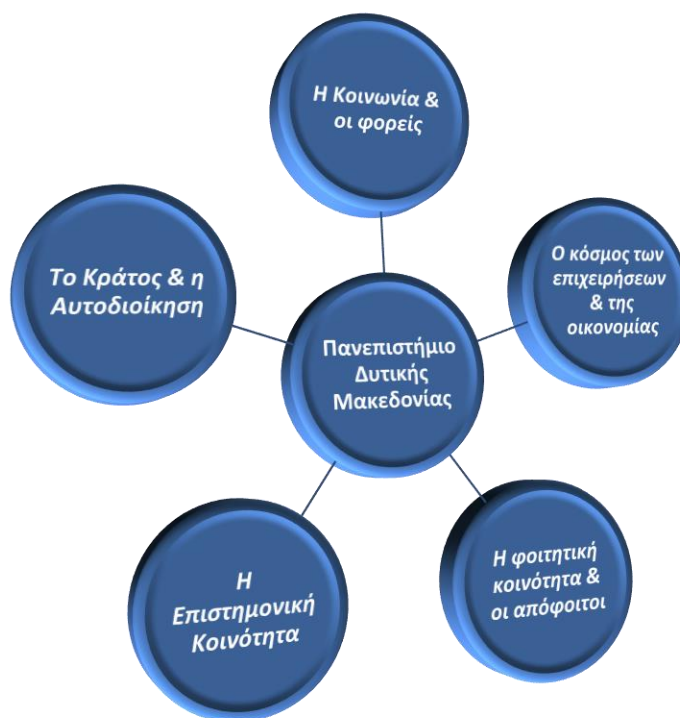 Η Κοινωνία &
οι φορείς
Ο κόσμος των
επιχειρήσεων
& της
οικονομίας
Το Κράτος & η
Αυτοδιοίκηση
Πανεπιστήμιο
Δυτικής
Μακεδονίας
Η
Επιστημονική
Κοινότητα
Η φοιτητική
κοινότητα &
οι απόφοιτοι